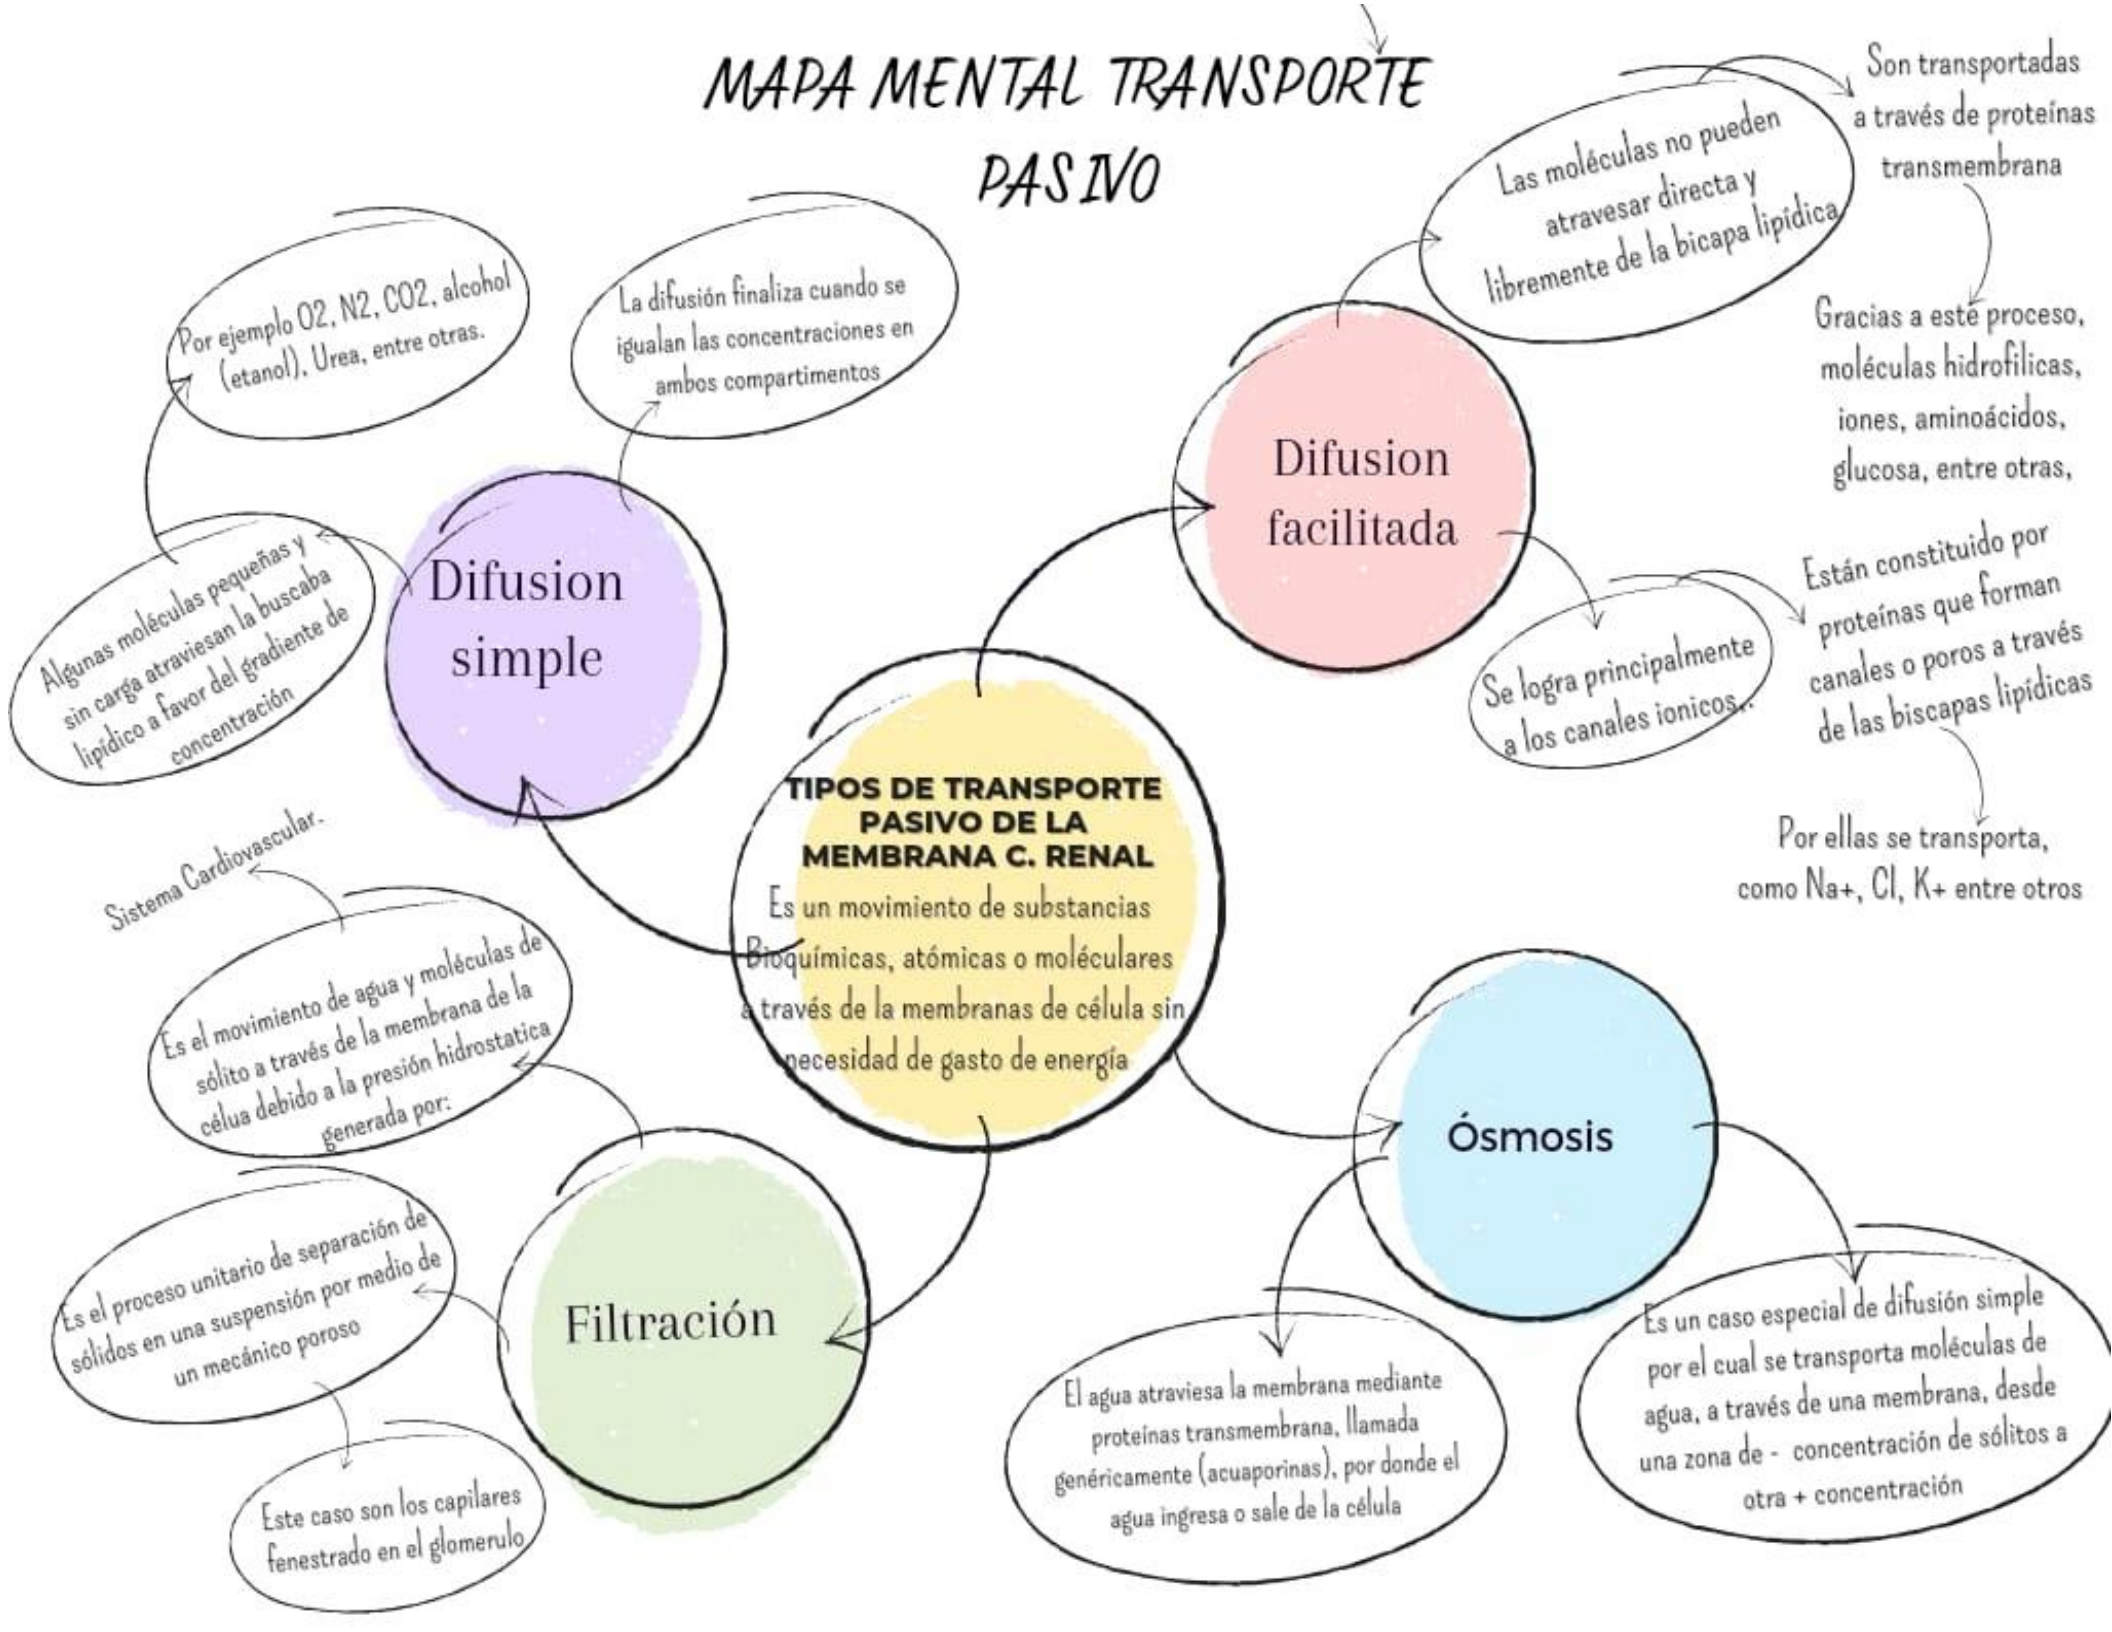 MAPA MENTAL TRANSPORTE
PASIVO
Por ejemplo O2, N2, CO2, alcohol
(etanol), Urea, entre otras.
La difusión finaliza cuando se
igualan las concentraciones en
ambos compartimentos
Difusion
simple
Algunas moléculas pequeñas y
sin carga atraviesan la buscaba
lipídico a favor del gradiente de
concentración
Las moléculas no pueden
atravesar directa y
libremente de la bicapa lipídica
Son transportadas
a través de proteínas
transmembrana
Gracias a este proceso,
moléculas hidrofilicas,
iones, aminoácidos,
glucosa, entre otras,
Difusion
facilitada
Se logra principalmente
a los canales ionicos..
Están constituido por
proteínas que forman
canales o poros a través
de las biscapas lipídicas
Por ellas se transporta,
como Na+, Cl, K+ entre otros
TIPOS DE TRANSPORTE
PASIVO DE LA
MEMBRANA C. RENAL
Es un movimiento de substancias
Bioquímicas, atómicas o moléculares
a través de la membranas de célula sin
necesidad de gasto de energía
Sistema Cardiovascular.
Es el movimiento de agua y moléculas de
sólito a través de la membrana de la
célua debido a la presión hidrostatica
generada por:
Es el proceso unitario de separación de
sólidos en una suspensión por medio de
un mecánico poroso
Este caso son los capilares
fenestrado en el glomerulo
Filtración
Ósmosis
El agua atraviesa la membrana mediante
proteínas transmembrana, llamada
genéricamente (acuaporinas), por donde el
agua ingresa o sale de la célula
Es un caso especial de difusión simple
por el cual se transporta moléculas de
agua, a través de una membrana, desde
una zona de - concentración de sólitos a
otra + concentración